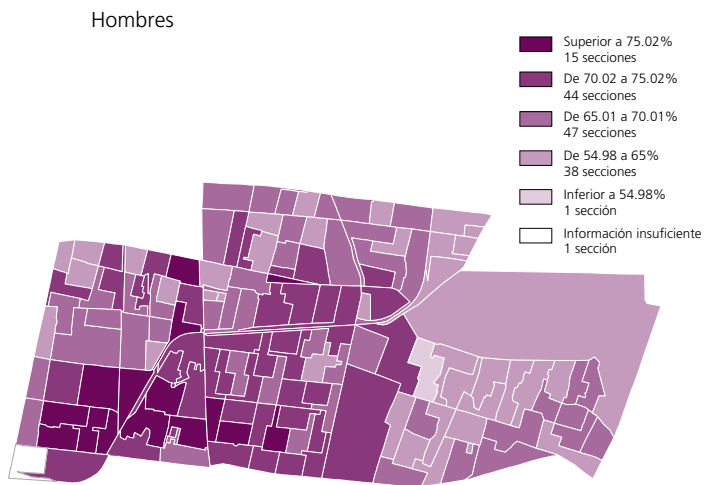 Hombres
Superior a 75.02%
15 secciones
De 70.02 a 75.02%
44 secciones
De 65.01 a 70.01%
47 secciones
De 54.98 a 65%
38 secciones
Inferior a 54.98%
1 sección
Información insuficiente
1 sección